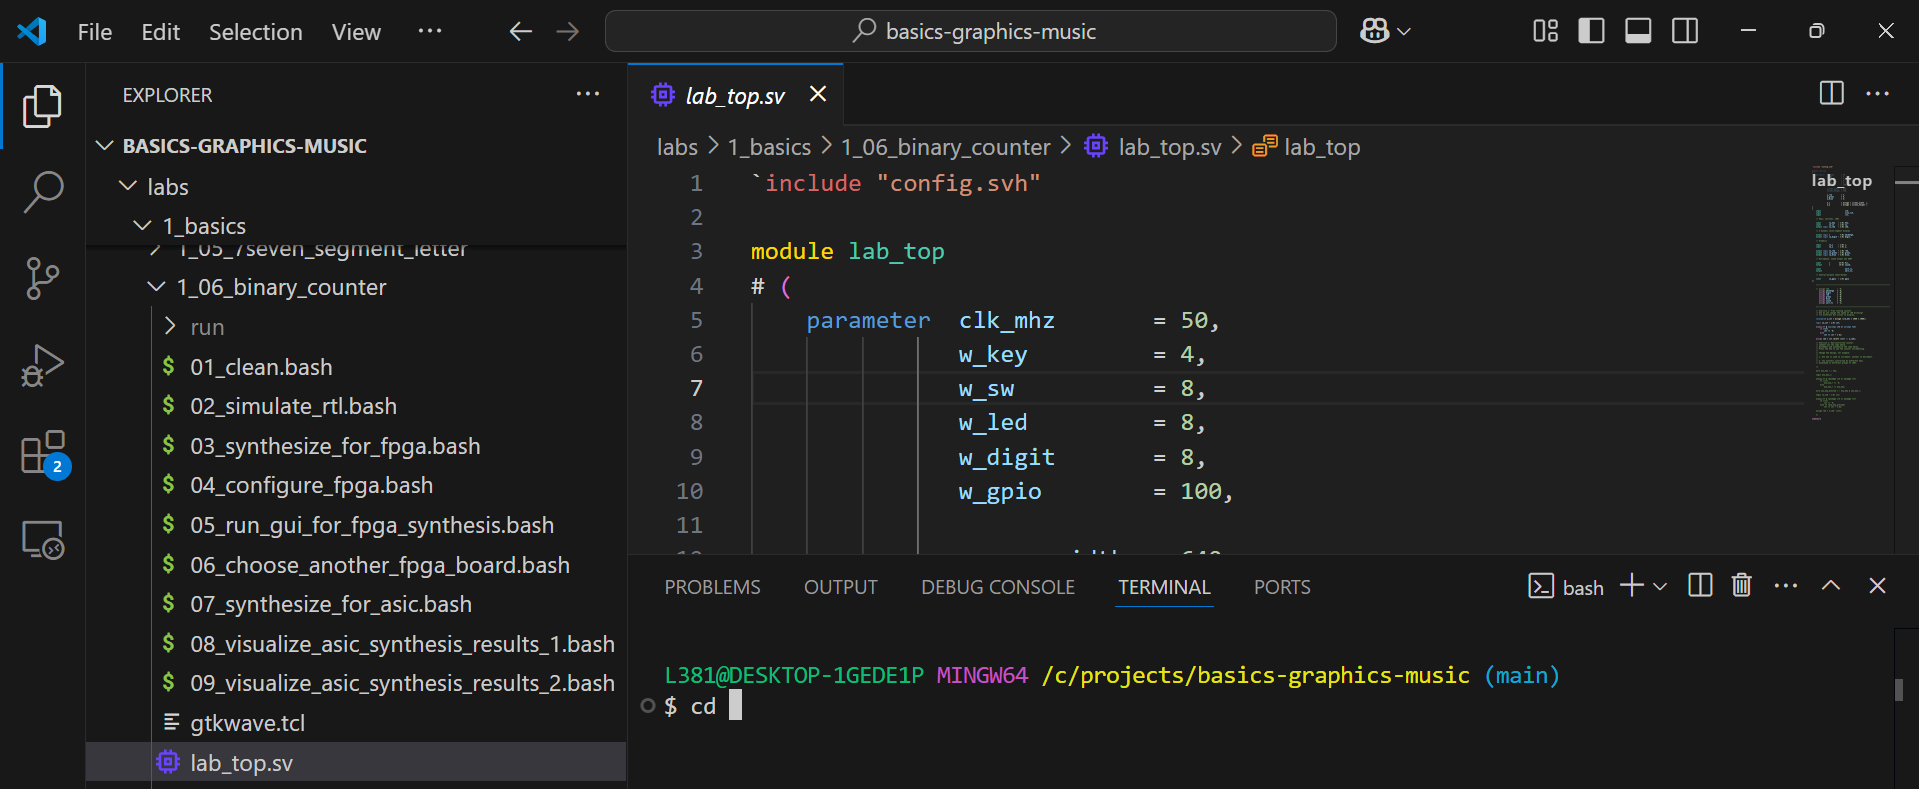 File Edit Selection View ··· basics-graphics-music
EXPLORER ···
BASICS-GRAPHICS-MUSIC
labs
1_basics
1_05_7seven_segment_letter
1_06_binary_counter
run
$ 01_clean.bash
$ 02_simulate_rtl.bash
$ 03_synthesize_for_fpga.bash
$ 04_configure_fpga.bash
$ 05_run_gui_for_fpga_synthesis.bash
$ 06_choose_another_fpga_board.bash
$ 07_synthesize_for_asic.bash
$ 08_visualize_asic_synthesis_results_1.bash
$ 09_visualize_asic_synthesis_results_2.bash
gtkwave.tcl
lab_top.sv
2
lab_top.sv
labs > 1_basics > 1_06_binary_counter > lab_top.sv > lab_top
1 `include "config.svh"
2
3 module lab_top
4 # (
5 parameter clk_mhz = 50,
6 w_key = 4,
7 w_sw = 8,
8 w_led = 8,
9 w_digit = 8,
10 w_gpio = 100,
11
lab_top
PROBLEMS OUTPUT DEBUG CONSOLE TERMINAL PORTS bash
L381@DESKTOP-1GEDE1P MINGW64 /c/projects/basics-graphics-music (main)
$ cd